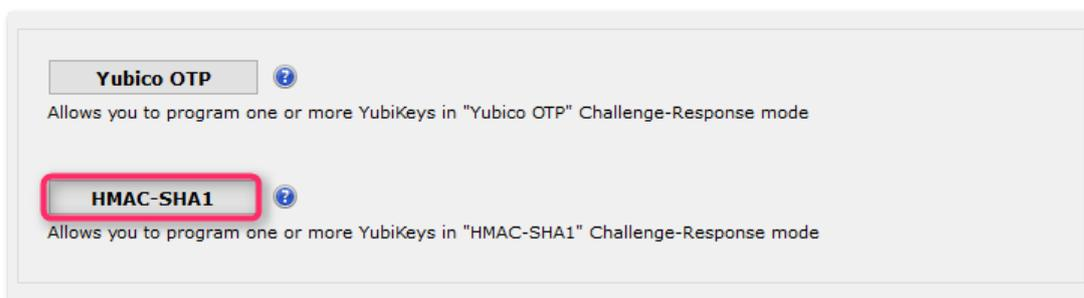 Yubico OTP ?
Allows you to program one or more YubiKeys in "Yubico OTP" Challenge-Response mode
HMAC-SHA1 ?
Allows you to program one or more YubiKeys in "HMAC-SHA1" Challenge-Response mode